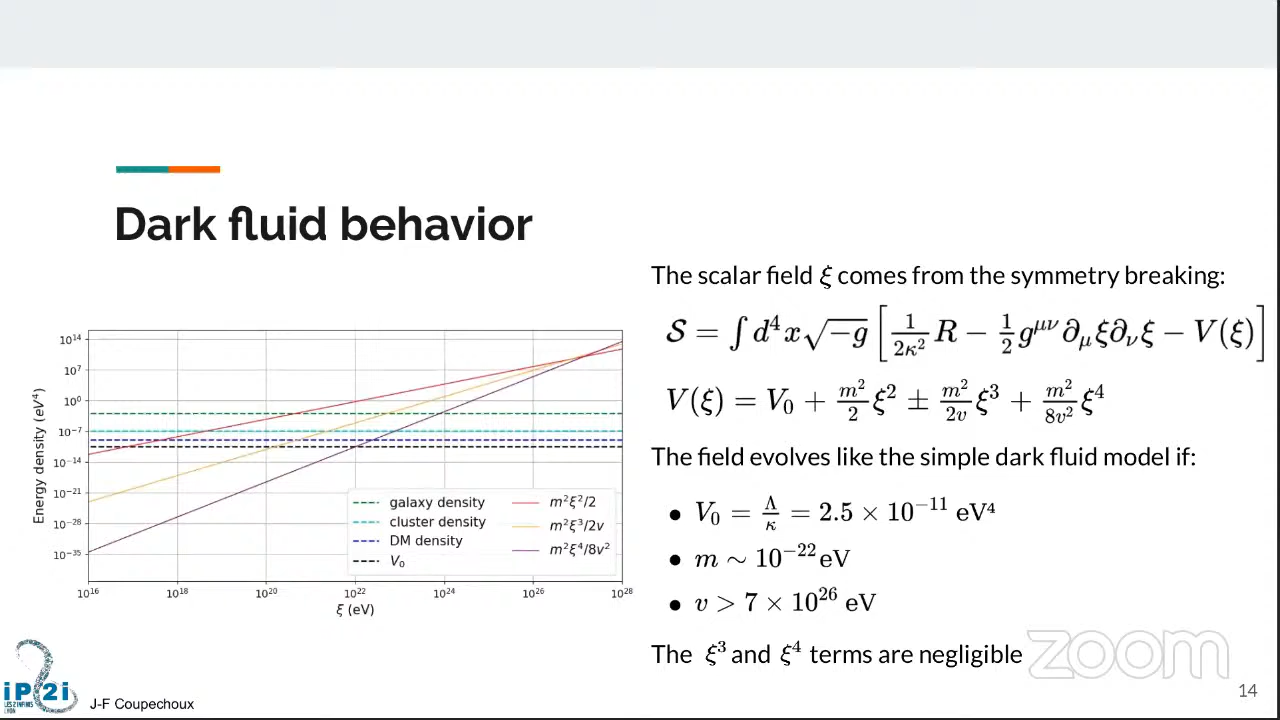 Dark fluid behavior
The scalar field ξ comes from the symmetry breaking:
S = ∫ d⁴x√−g [ 1/2κ² R − 1/2 g^μν ∂_μξ∂_νξ − V(ξ) ]
V(ξ) = V₀ + m²/2 ξ² ± m²/2v ξ³ + m²/8v² ξ⁴
The field evolves like the simple dark fluid model if:
● V₀ = Λ/κ = 2.5 × 10⁻¹¹ eV⁴
● m ∼ 10⁻²² eV
● v > 7 × 10²⁶ eV
The ξ³ and ξ⁴ terms are negligible
Energy density (eV⁴)
10¹⁴
10⁷
10⁰
10⁻⁷
10⁻¹⁴
10⁻²¹
10⁻²⁸
10⁻³⁵
galaxy density
cluster density
DM density
V₀
m²ξ²/2
m²ξ³/2v
m²ξ⁴/8v²
10¹⁶ 10¹⁸ 10²⁰ 10²² 10²⁴ 10²⁶ 10²⁸
ξ (eV)
iP2i
LES 2 INFINIS
LYON
J-F Coupechoux
zoom
14